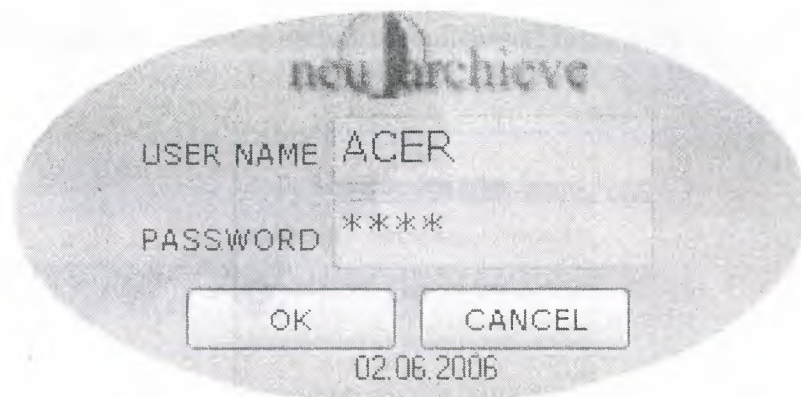 neu archieve
USER NAME ACER
PASSWORD ****
OK CANCEL
02.06.2006